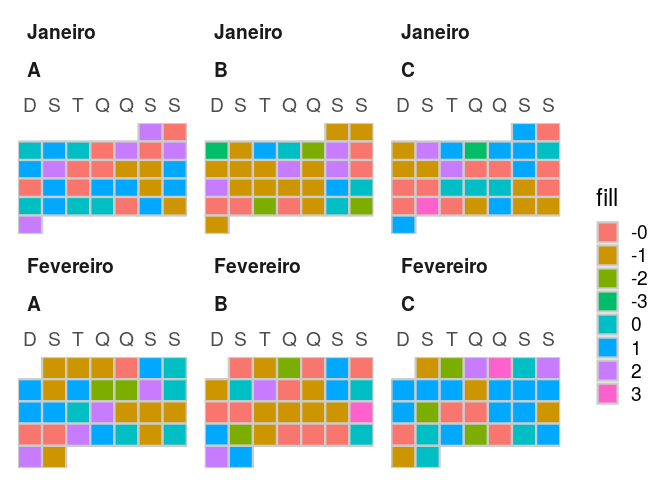 Janeiro Janeiro Janeiro
A B C
D S T Q Q S S D S T Q Q S S D S T Q Q S S
Fevereiro Fevereiro Fevereiro
A B C
D S T Q Q S S D S T Q Q S S D S T Q Q S S
fill
-0
-1
-2
-3
0
1
2
3